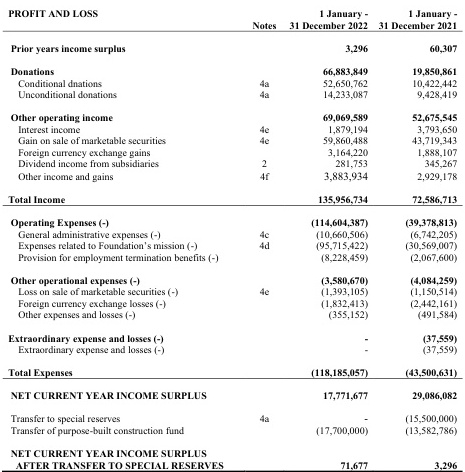 PROFIT AND LOSS 1 January - 1 January -
Notes 31 December 2022 31 December 2021
Prior years income surplus 3,296 60,307
Donations 66,883,849 19,850,861
Conditional dnations 4a 52,650,762 10,422,442
Unconditional donations 4a 14,233,087 9,428,419
Other operating income 69,069,589 52,675,545
Interest income 4e 1,879,194 3,793,650
Gain on sale of marketable securities 4e 59,860,488 43,719,343
Foreign currency exchange gains 3,164,220 1,888,107
Dividend income from subsidiaries 2 281,753 345,267
Other income and gains 4f 3,883,934 2,929,178
Total Income 135,956,734 72,586,713
Operating Expenses (-) (114,604,387) (39,378,813)
General administrative expenses (-) 4c (10,660,506) (6,742,205)
Expenses related to Foundation's mission (-) 4d (95,715,422) (30,569,007)
Provision for employment termination benefits (-) (8,228,459) (2,067,600)
Other operational expenses (-) (3,580,670) (4,084,259)
Loss on sale of marketable securities (-) 4e (1,393,105) (1,150,514)
Foreign currency exchange losses (-) (1,832,413) (2,442,161)
Other expenses and losses (-) (355,152) (491,584)
Extraordinary expense and losses (-) - (37,559)
Extraordinary expense and losses (-) - (37,559)
Total Expenses (118,185,057) (43,500,631)
NET CURRENT YEAR INCOME SURPLUS 17,771,677 29,086,082
Transfer to special reserves 4a - (15,500,000)
Transfer of purpose-built construction fund (17,700,000) (13,582,786)
NET CURRENT YEAR INCOME SURPLUS
AFTER TRANSFER TO SPECIAL RESERVES 71,677 3,296